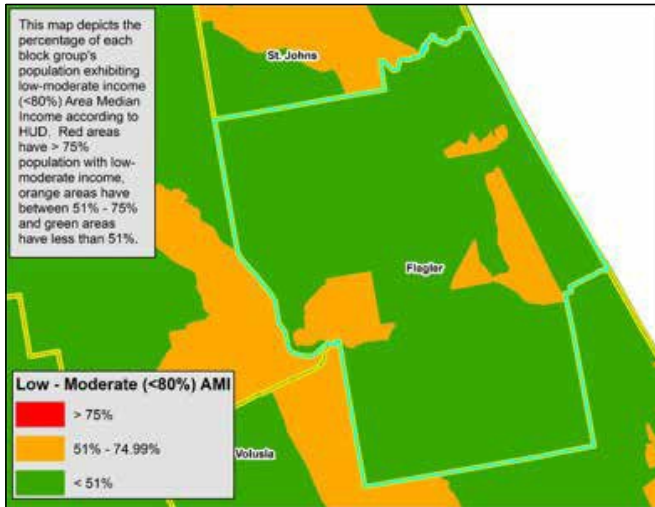 This map depicts the
percentage of each
block group's
population exhibiting
low-moderate income
(<80%) Area Median
Income according to
HUD. Red areas
have > 75%
population with low-
moderate income,
orange areas have
between 51% - 75%
and green areas
have less than 51%.
St. Johns
Flagler
Low - Moderate (<80%) AMI
> 75%
51% - 74.99%
< 51%
Volusia